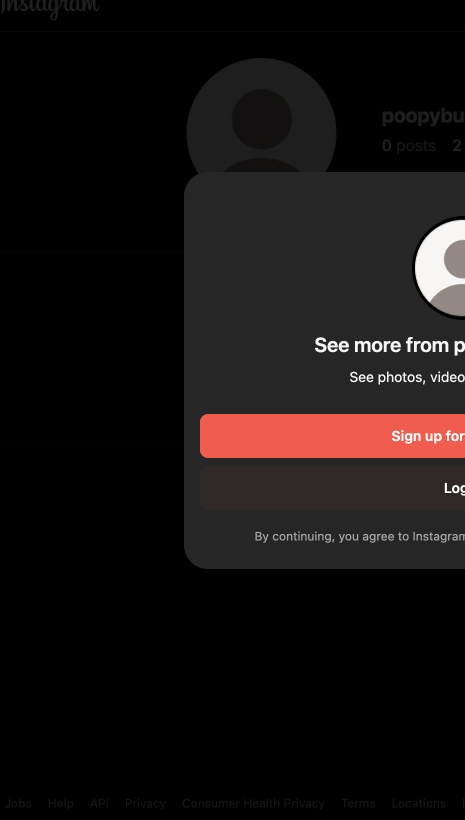 Instagram
poopybu
0 posts 2
See more from p
See photos, video
Sign up for
Log
By continuing, you agree to Instagram
Jobs Help API Privacy Consumer Health Privacy Terms Locations